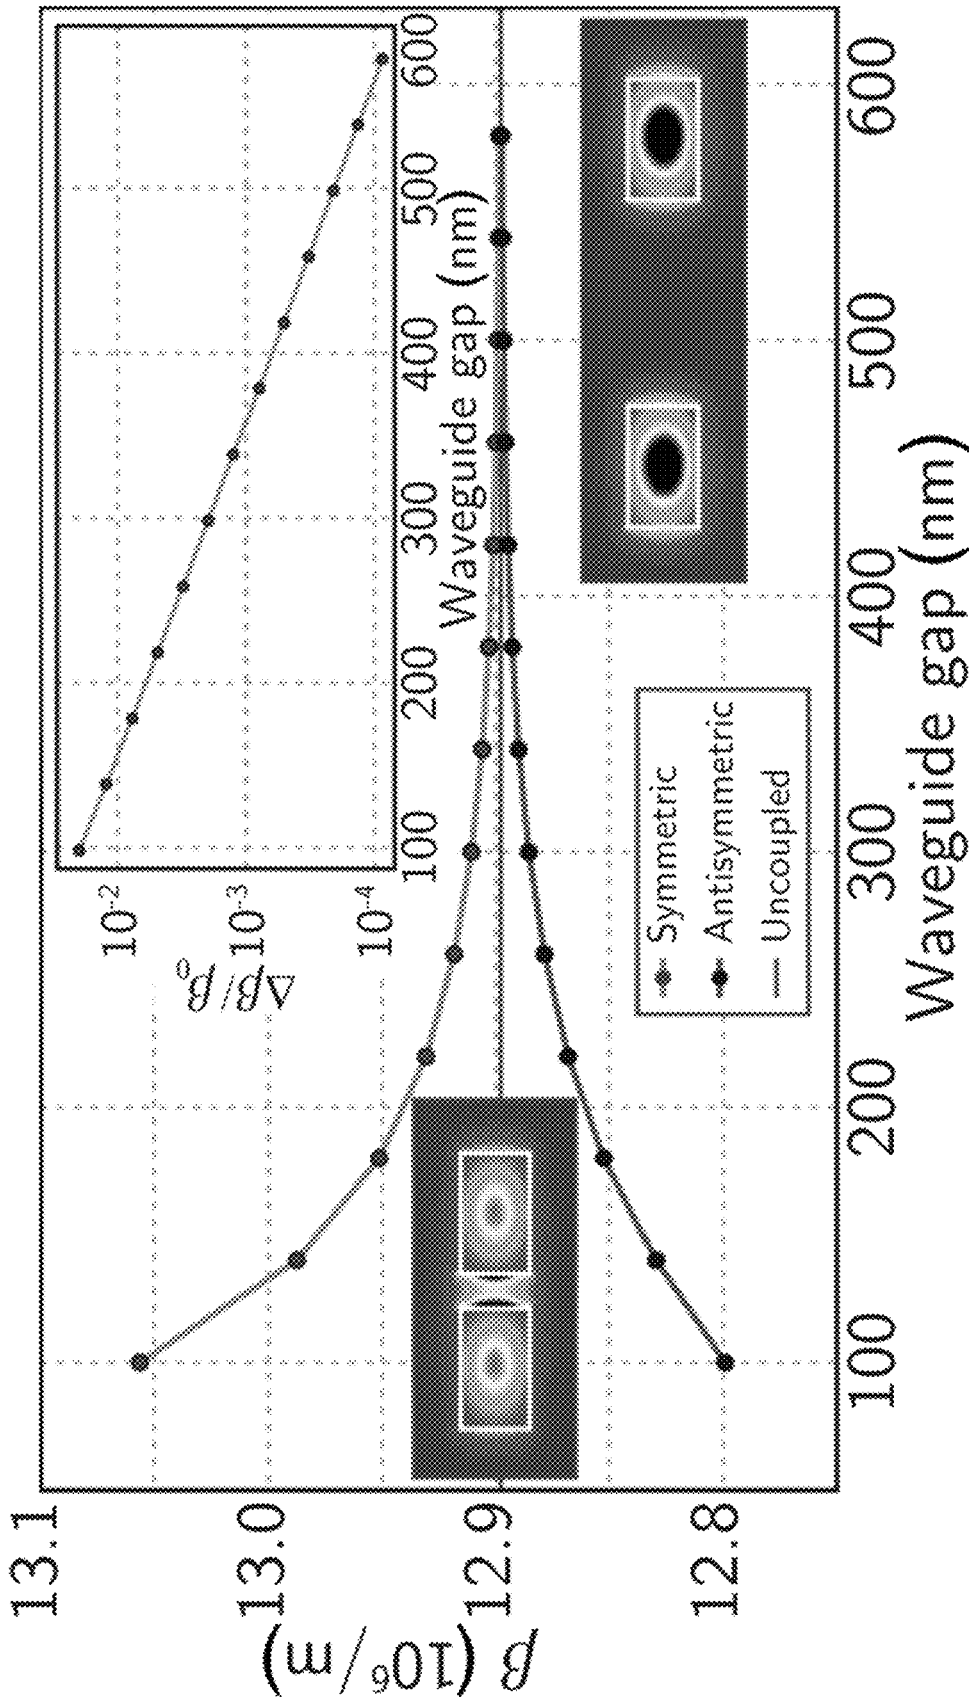 13.1
13.0
12.9
12.8
β (10⁶/m)
10⁻²
10⁻³
10⁻⁴
Δβ/β₀
100 200 300 400 500 600
Waveguide gap (nm)
Symmetric
Antisymmetric
Uncoupled
100 200 300 400 500 600
Waveguide gap (nm)